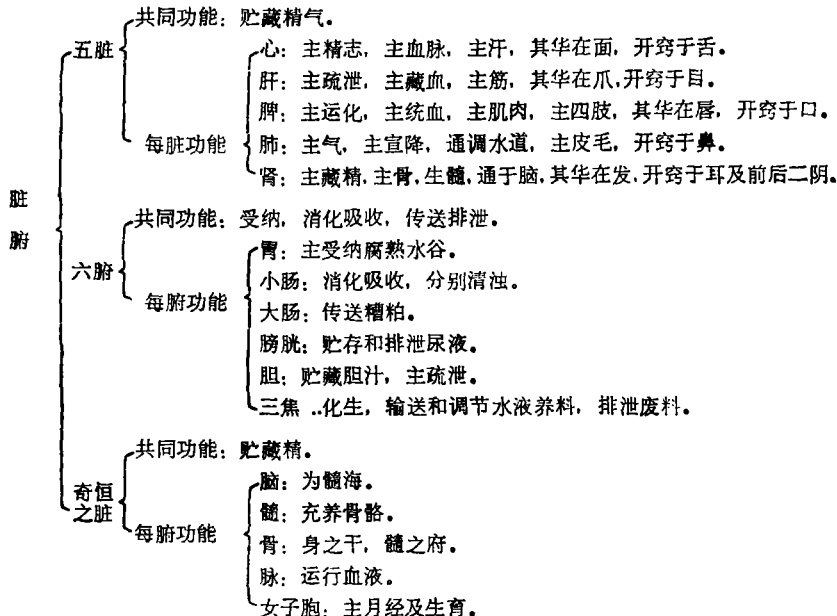 共同功能：贮藏精气。
五脏
心：主精志，主血脉，主汗，其华在面，开窍于舌。
肝：主疏泄，主藏血，主筋，其华在爪，开窍于目。
脾：主运化，主统血，主肌肉，主四肢，其华在唇，开窍于口。
每脏功能
肺：主气，主宣降，通调水道，主皮毛，开窍于鼻。
肾：主藏精，主骨，生髓，通于脑，其华在发，开窍于耳及前后二阴。
脏
腑
共同功能：受纳，消化吸收，传送排泄。
六腑
胃：主受纳腐熟水谷。
小肠：消化吸收，分别清浊。
每腑功能
大肠：传送糟粕。
膀胱：贮存和排泄尿液。
胆：贮藏胆汁，主疏泄。
三焦 ..化生，输送和调节水液养料，排泄废料。
共同功能：贮藏精。
奇恒
之脏
脑：为髓海。
髓：充养骨骼。
每腑功能
骨：身之干，髓之府。
脉：运行血液。
女子胞：主月经及生育。